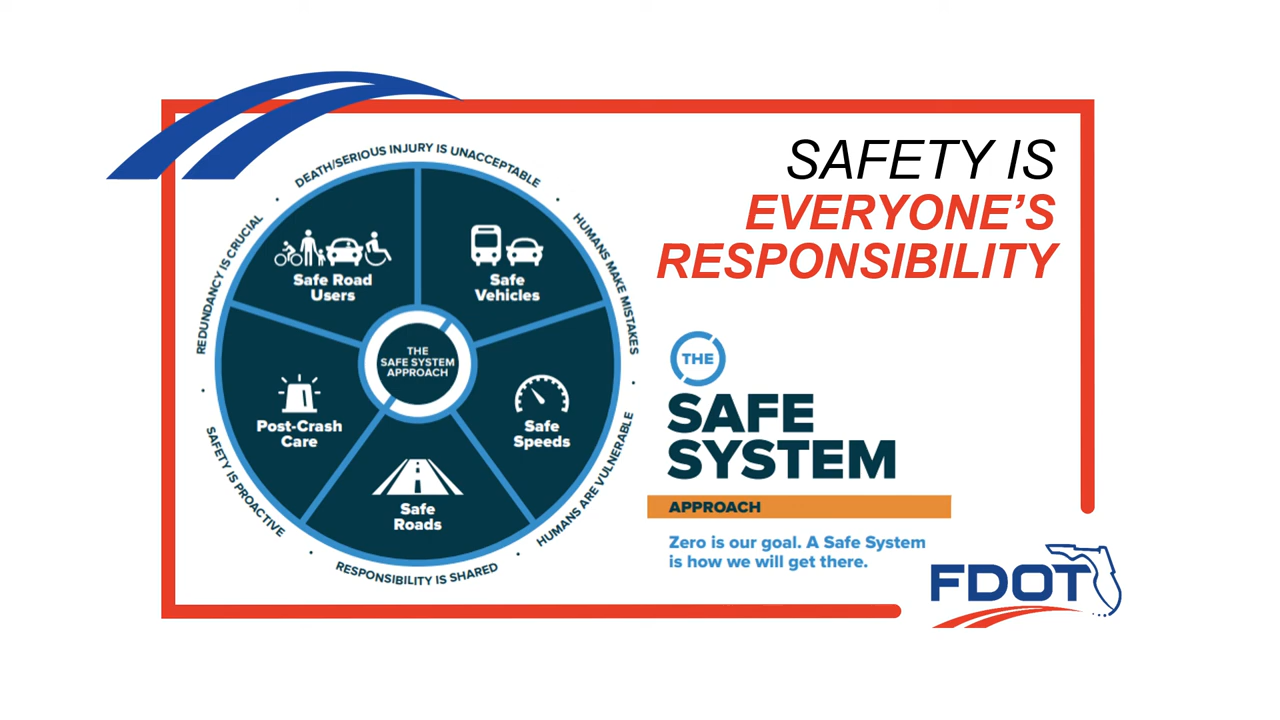 SAFETY IS
EVERYONE'S
RESPONSIBILITY
DEATH/SERIOUS INJURY IS UNACCEPTABLE
HUMANS MAKE MISTAKES
HUMANS ARE VULNERABLE
RESPONSIBILITY IS SHARED
SAFETY IS PROACTIVE
REDUNDANCY IS CRUCIAL
Safe Road
Users
Safe
Vehicles
Safe
Speeds
Safe
Roads
Post-Crash
Care
THE
SAFE SYSTEM
APPROACH
THE
SAFE
SYSTEM
APPROACH
Zero is our goal. A Safe System
is how we will get there.
FDOT